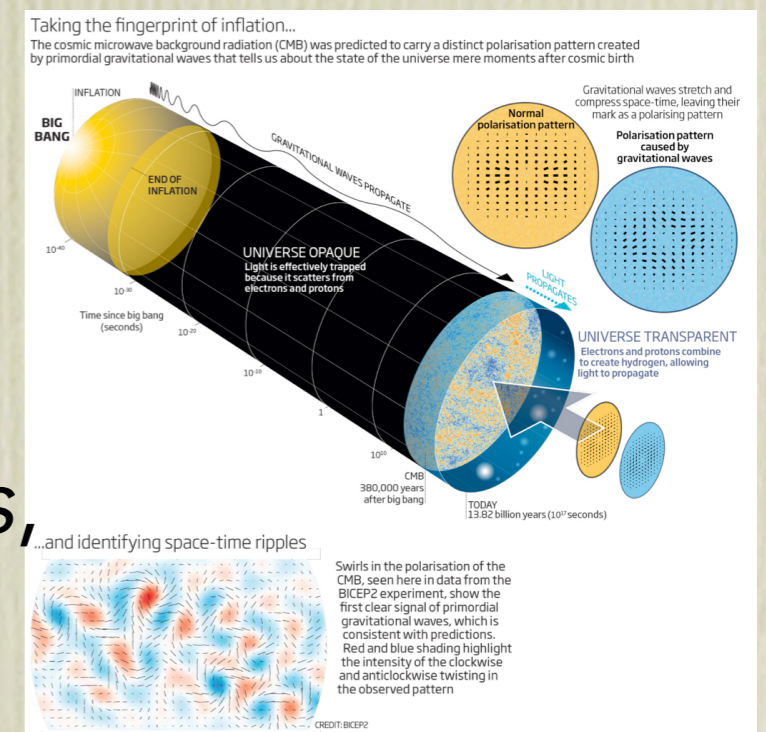 Taking the fingerprint of inflation...
The cosmic microwave background radiation (CMB) was predicted to carry a distinct polarisation pattern created
by primordial gravitational waves that tells us about the state of the universe mere moments after cosmic birth
INFLATION
BIG
BANG
END OF
INFLATION
GRAVITATIONAL WAVES PROPAGATE
Gravitational waves stretch and
compress space-time, leaving their
mark as a polarising pattern
Normal
polarisation pattern
Polarisation pattern
caused by
gravitational waves
UNIVERSE OPAQUE
Light is effectively trapped
because it scatters from
electrons and protons
LIGHT
PROPAGATES
UNIVERSE TRANSPARENT
Electrons and protons combine
to create hydrogen, allowing
light to propagate
10⁻⁴⁰
10⁻³⁰
Time since big bang
(seconds)
10⁻²⁰
10⁻¹⁰
1
10¹⁰
CMB
380,000 years
after big bang
TODAY
13.82 billion years (10¹⁷ seconds)
s,
...and identifying space-time ripples
Swirls in the polarisation of the
CMB, seen here in data from the
BICEP2 experiment, show the
first clear signal of primordial
gravitational waves, which is
consistent with predictions.
Red and blue shading highlight
the intensity of the clockwise
and anticlockwise twisting in
the observed pattern
CREDIT: BICEP2